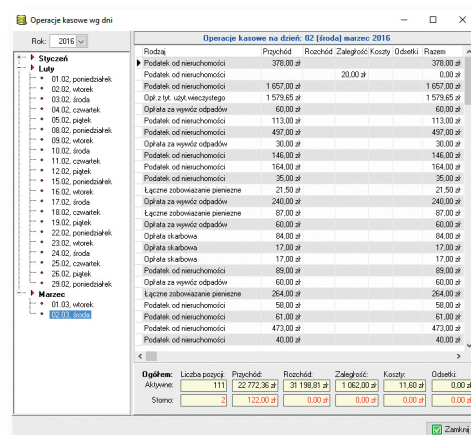 Operacje kasowe wg dni
Rok: 2016
Operacje kasowe na dzień: 02 (środa) marzec 2016
Styczeń
Luty
01.02, poniedziałek
02.02, wtorek
03.02, środa
04.02, czwartek
05.02, piątek
08.02, poniedziałek
09.02, wtorek
10.02, środa
11.02, czwartek
12.02, piątek
15.02, poniedziałek
16.02, wtorek
17.02, środa
18.02, czwartek
19.02, piątek
22.02, poniedziałek
23.02, wtorek
24.02, środa
25.02, czwartek
26.02, piątek
29.02, poniedziałek
Marzec
01.03, wtorek
02.03, środa
Rodzaj Przychód Rozchód Zaległość Koszty Odsetki Razem
Podatek od nieruchomości 378,00 zł 378,00 zł
Podatek od nieruchomości 20,00 zł 0,00 zł
Podatek od nieruchomości 1 657,00 zł 1 657,00 zł
Opł.z tyt. użyt.wieczystego 1 579,65 zł 1 579,65 zł
Opłata za wywóz odpadów 60,00 zł 60,00 zł
Podatek od nieruchomości 113,00 zł 113,00 zł
Podatek od nieruchomości 497,00 zł 497,00 zł
Opłata za wywóz odpadów 30,00 zł 30,00 zł
Podatek od nieruchomości 146,00 zł 146,00 zł
Podatek od nieruchomości 164,00 zł 164,00 zł
Podatek od nieruchomości 35,00 zł 35,00 zł
Łączne zobowiazanie pieniezne 21,50 zł 21,50 zł
Opłata za wywóz odpadów 240,00 zł 240,00 zł
Łączne zobowiazanie pieniezne 87,00 zł 87,00 zł
Opłata za wywóz odpadów 60,00 zł 60,00 zł
Opłata skarbowa 84,00 zł 84,00 zł
Opłata skarbowa 17,00 zł 17,00 zł
Opłata skarbowa 17,00 zł 17,00 zł
Podatek od nieruchomości 89,00 zł 89,00 zł
Opłata za wywóz odpadów 60,00 zł 60,00 zł
Łączne zobowiazanie pieniezne 264,00 zł 264,00 zł
Podatek od nieruchomości 58,00 zł 58,00 zł
Podatek od nieruchomości 61,00 zł 61,00 zł
Podatek od nieruchomości 473,00 zł 473,00 zł
Podatek od nieruchomości 40,00 zł 40,00 zł
Ogółem: Liczba pozycji: Przychód: Rozchód: Zaległość: Koszty: Odsetki:
Aktywne: 111 22 772,36 zł 31 198,81 zł 1 062,00 zł 11,60 zł 0,00 zł
Storno: 2 122,00 zł 0,00 zł 0,00 zł 0,00 zł 0,00 zł
Zamknij